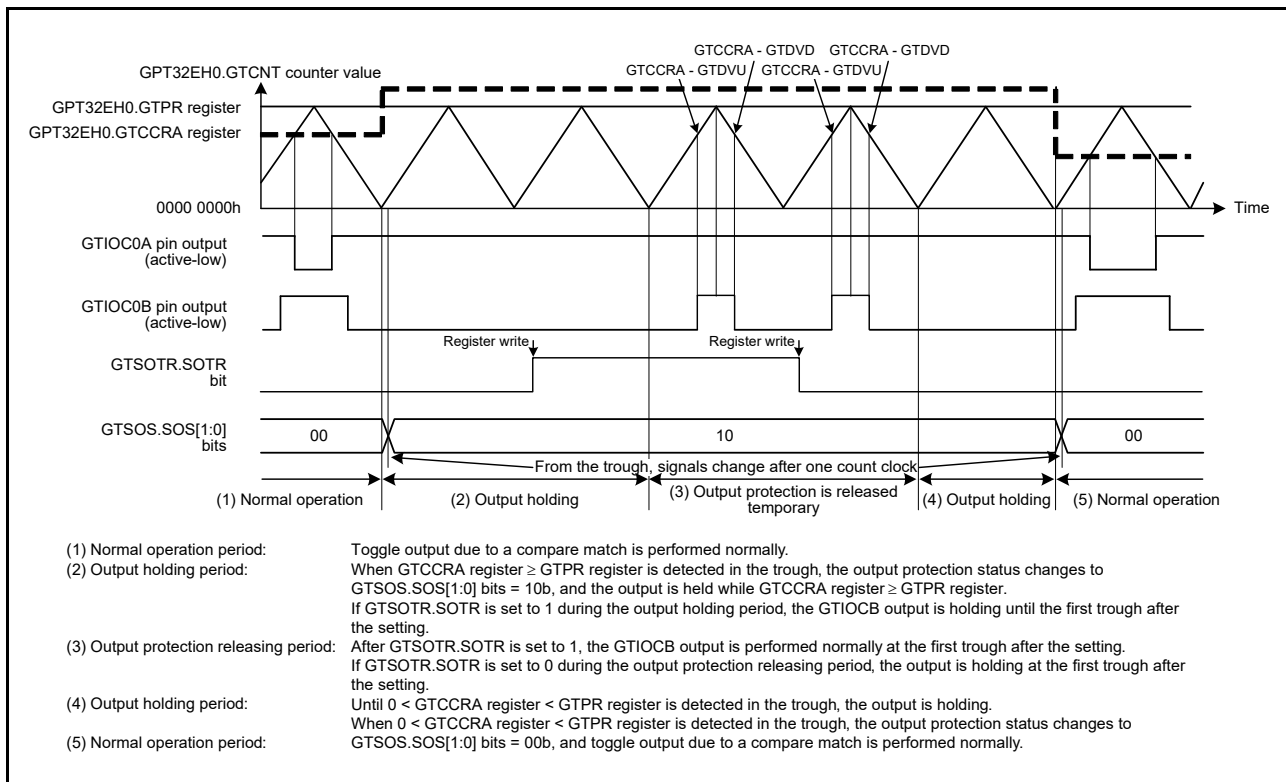 GTCCRA - GTDVD GTCCRA - GTDVD
GPT32EH0.GTCNT counter value GTCCRA - GTDVU GTCCRA - GTDVU
GPT32EH0.GTPR register
GPT32EH0.GTCCRA register
0000 0000h Time
GTIOC0A pin output
(active-low)
GTIOC0B pin output
(active-low)
Register write Register write
GTSOTR.SOTR
bit
GTSOS.SOS[1:0]
bits
00 10 00
From the trough, signals change after one count clock
(1) Normal operation (2) Output holding (3) Output protection is released
temporary (4) Output holding (5) Normal operation
(1) Normal operation period: Toggle output due to a compare match is performed normally.
(2) Output holding period: When GTCCRA register ≥ GTPR register is detected in the trough, the output protection status changes to
GTSOS.SOS[1:0] bits = 10b, and the output is held while GTCCRA register ≥ GTPR register.
If GTSOTR.SOTR is set to 1 during the output holding period, the GTIOCB output is holding until the first trough after
the setting.
(3) Output protection releasing period: After GTSOTR.SOTR is set to 1, the GTIOCB output is performed normally at the first trough after the setting.
If GTSOTR.SOTR is set to 0 during the output protection releasing period, the output is holding at the first trough after
the setting.
(4) Output holding period: Until 0 < GTCCRA register < GTPR register is detected in the trough, the output is holding.
When 0 < GTCCRA register < GTPR register is detected in the trough, the output protection status changes to
(5) Normal operation period: GTSOS.SOS[1:0] bits = 00b, and toggle output due to a compare match is performed normally.